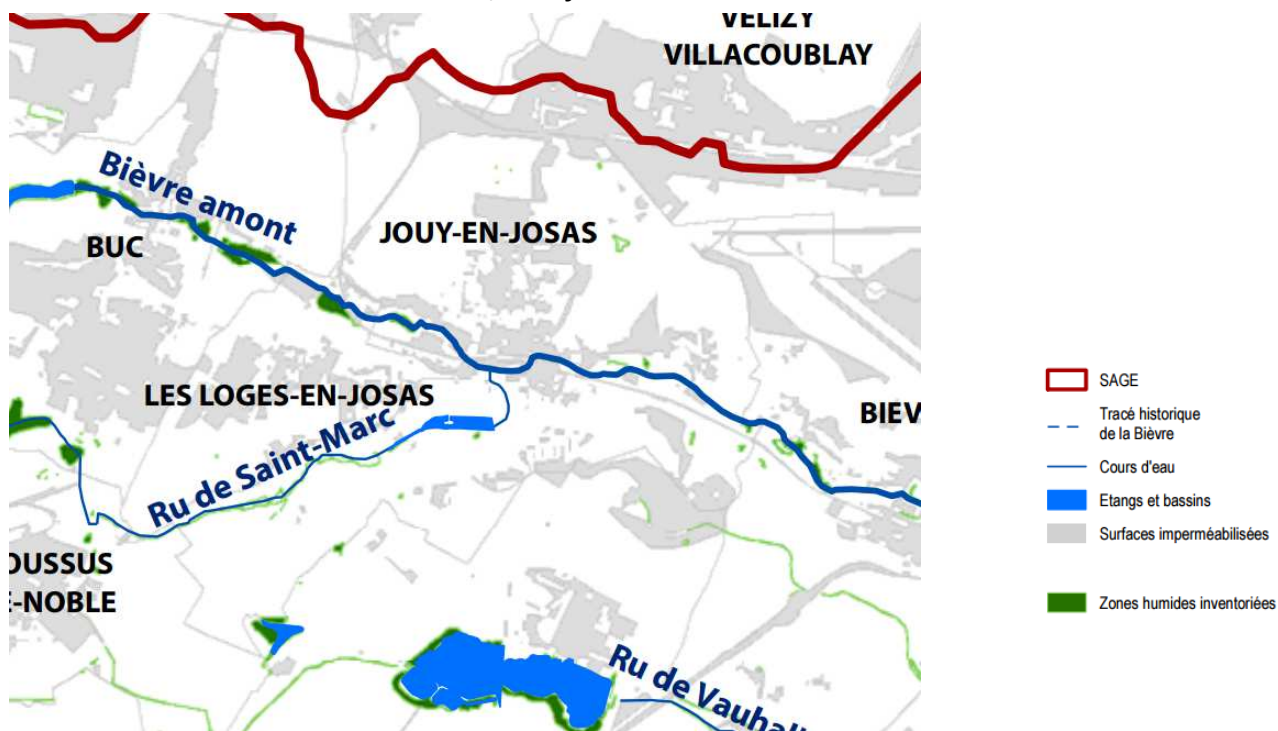 VELIZY
VILLACOUBLAY
Bièvre amont
JOUY-EN-JOSAS
BUC
LES LOGES-EN-JOSAS
BIEV
Ru de Saint-Marc
OUSSUS
-NOBLE
Ru de Vauhall
SAGE
Tracé historique
de la Bièvre
Cours d'eau
Etangs et bassins
Surfaces imperméabilisées
Zones humides inventoriées